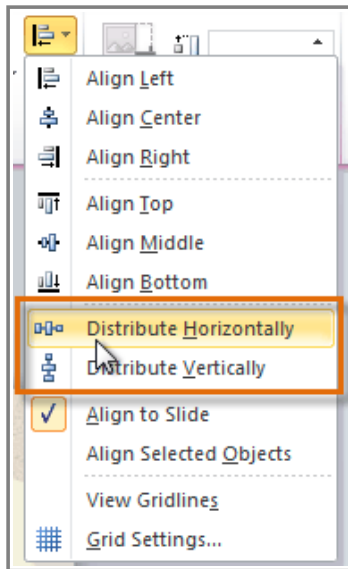 Align Left
Align Center
Align Right
Align Top
Align Middle
Align Bottom
Distribute Horizontally
Distribute Vertically
Align to Slide
Align Selected Objects
View Gridlines
Grid Settings...